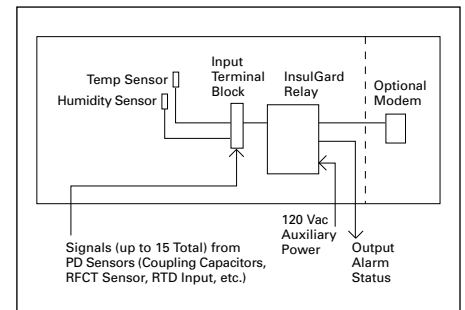 Temp Sensor
Humidity Sensor
Input
Terminal
Block
InsulGard
Relay
Optional
Modem
Signals (up to 15 Total) from
PD Sensors (Coupling Capacitors,
RFCT Sensor, RTD Input, etc.)
120 Vac
Auxiliary
Power
Output
Alarm
Status